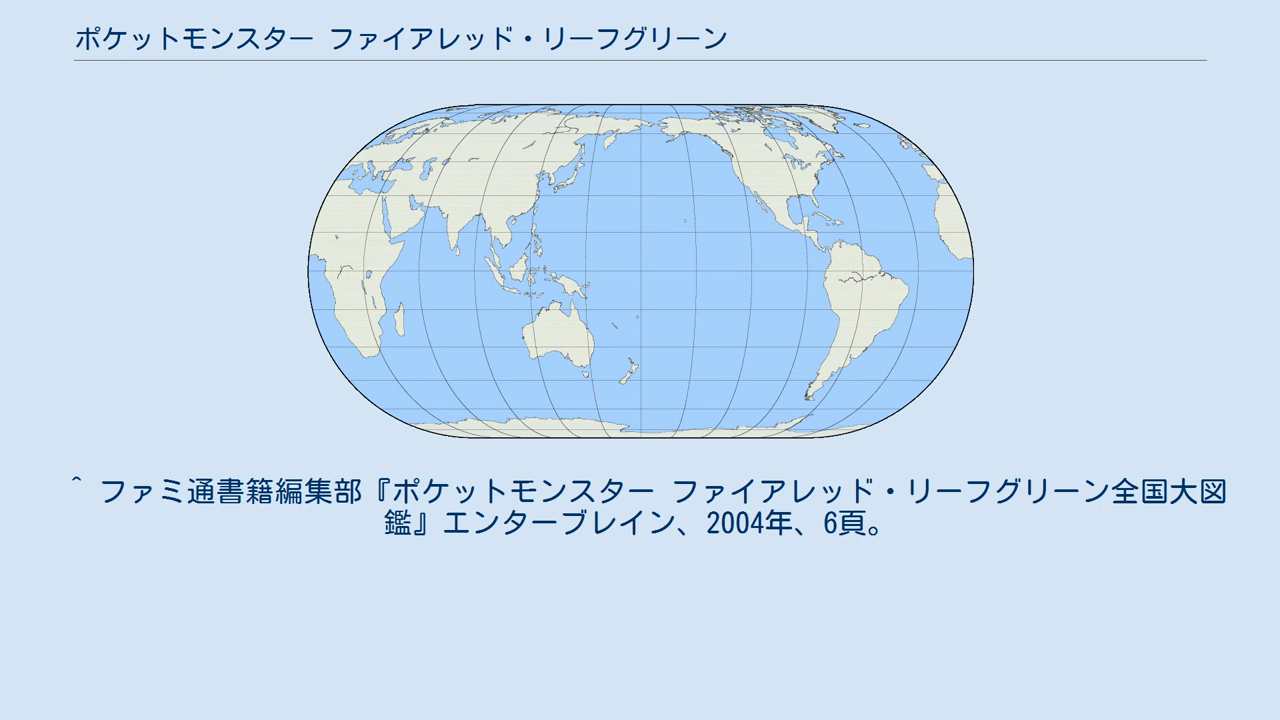 ポケットモンスター ファイアレッド・リーフグリーン
^ ファミ通書籍編集部『ポケットモンスター ファイアレッド・リーフグリーン全国大図
鑑』エンターブレイン、2004年、6頁。